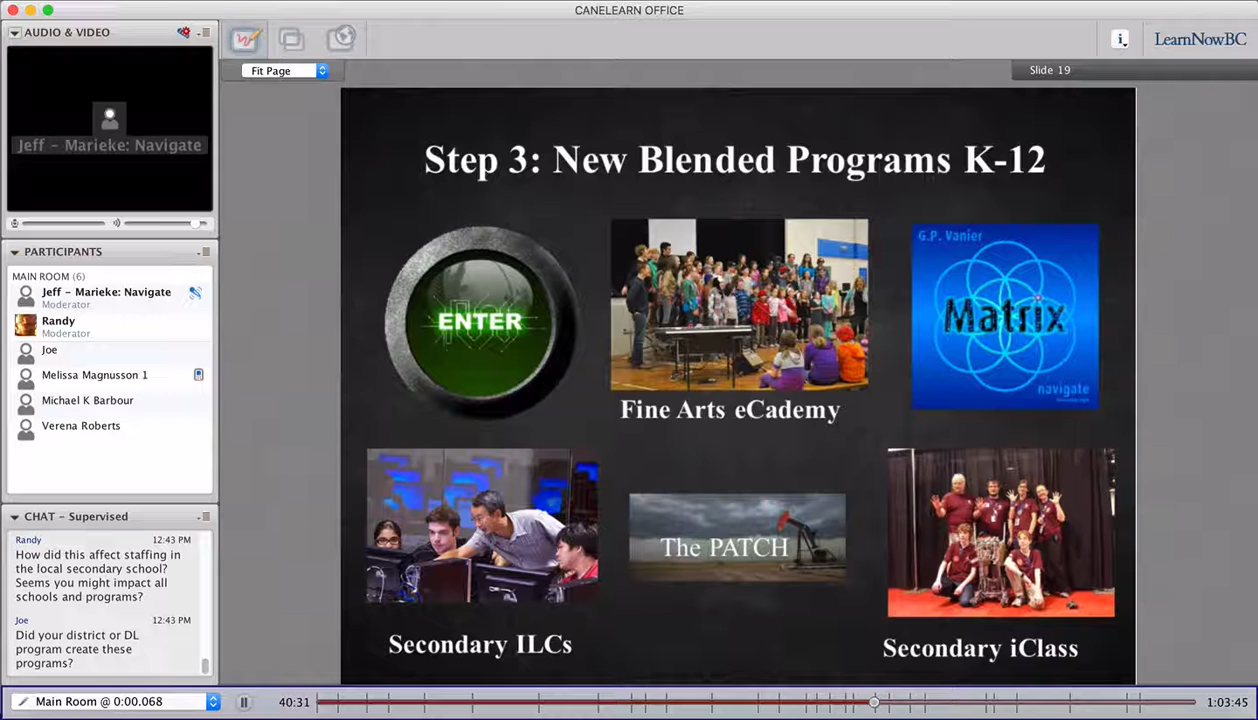 CANELEARN OFFICE
AUDIO & VIDEO
Jeff - Marieke: Navigate
PARTICIPANTS
MAIN ROOM (6)
Jeff - Marieke: Navigate
Moderator
Randy
Moderator
Joe
Melissa Magnusson 1
Michael K Barbour
Verena Roberts
CHAT - Supervised
Randy 12:43 PM
How did this affect staffing in
the local secondary school?
Seems you might impact all
schools and programs?
Joe 12:43 PM
Did your district or DL
program create these
programs?
LearnNowBC
Fit Page
Slide 19
Step 3: New Blended Programs K-12
ENTER
G.P. Vanier
Matrix
navigate
Fine Arts eCademy
The PATCH
Secondary ILCs
Secondary iClass
Main Room @ 0:00.068
40:31
1:03:45